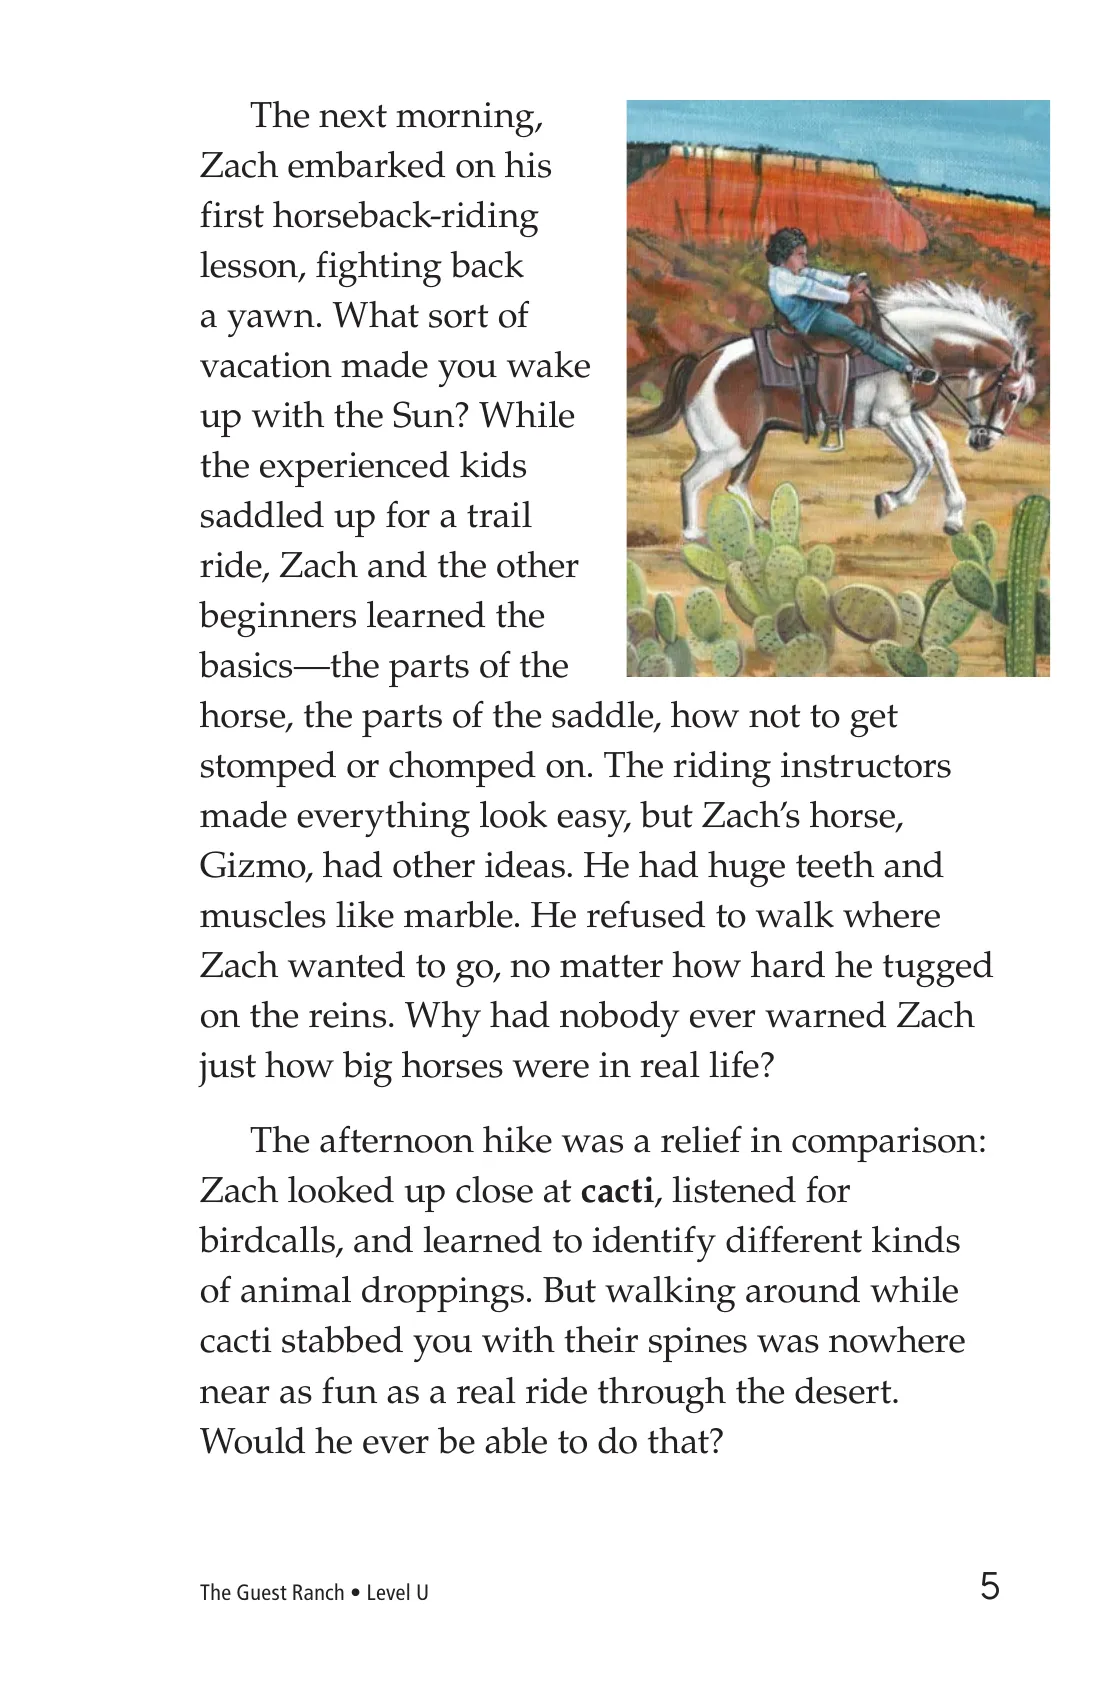 The next morning,
Zach embarked on his
first horseback-riding
lesson, fighting back
a yawn. What sort of
vacation made you wake
up with the Sun? While
the experienced kids
saddled up for a trail
ride, Zach and the other
beginners learned the
basics—the parts of the
horse, the parts of the saddle, how not to get
stomped or chomped on. The riding instructors
made everything look easy, but Zach’s horse,
Gizmo, had other ideas. He had huge teeth and
muscles like marble. He refused to walk where
Zach wanted to go, no matter how hard he tugged
on the reins. Why had nobody ever warned Zach
just how big horses were in real life?
The afternoon hike was a relief in comparison:
Zach looked up close at cacti, listened for
birdcalls, and learned to identify different kinds
of animal droppings. But walking around while
cacti stabbed you with their spines was nowhere
near as fun as a real ride through the desert.
Would he ever be able to do that?
The Guest Ranch • Level U
5